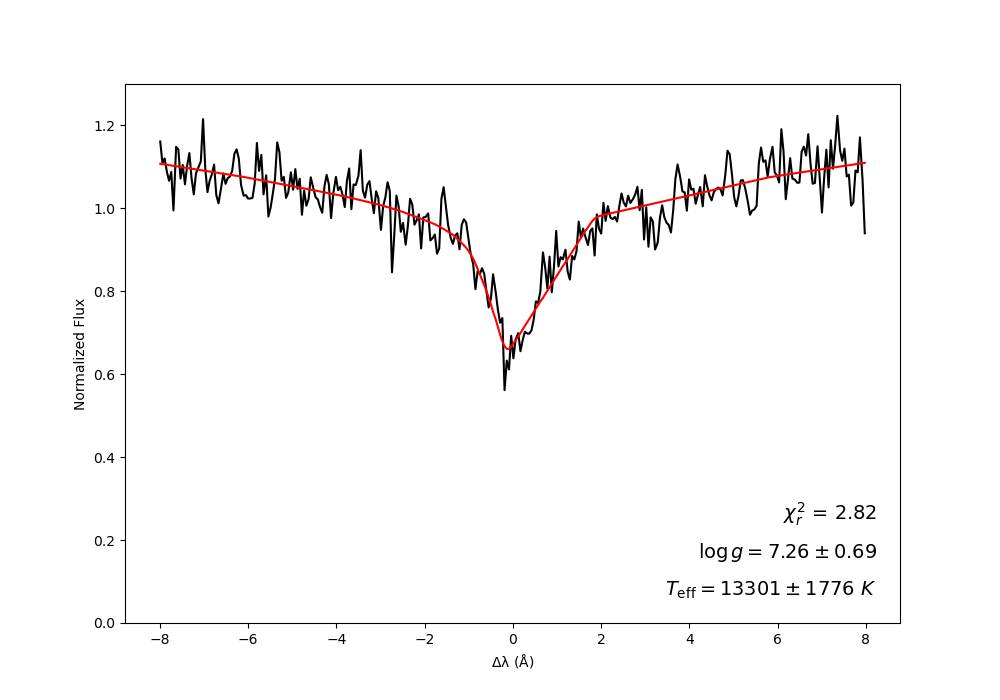 1.2
1.0
0.8
0.6
0.4
0.2
0.0
Normalized Flux
χ²ᵣ = 2.82
log g = 7.26 ± 0.69
T_eff = 13301 ± 1776 K
−8 −6 −4 −2 0 2 4 6 8
Δλ (Å)